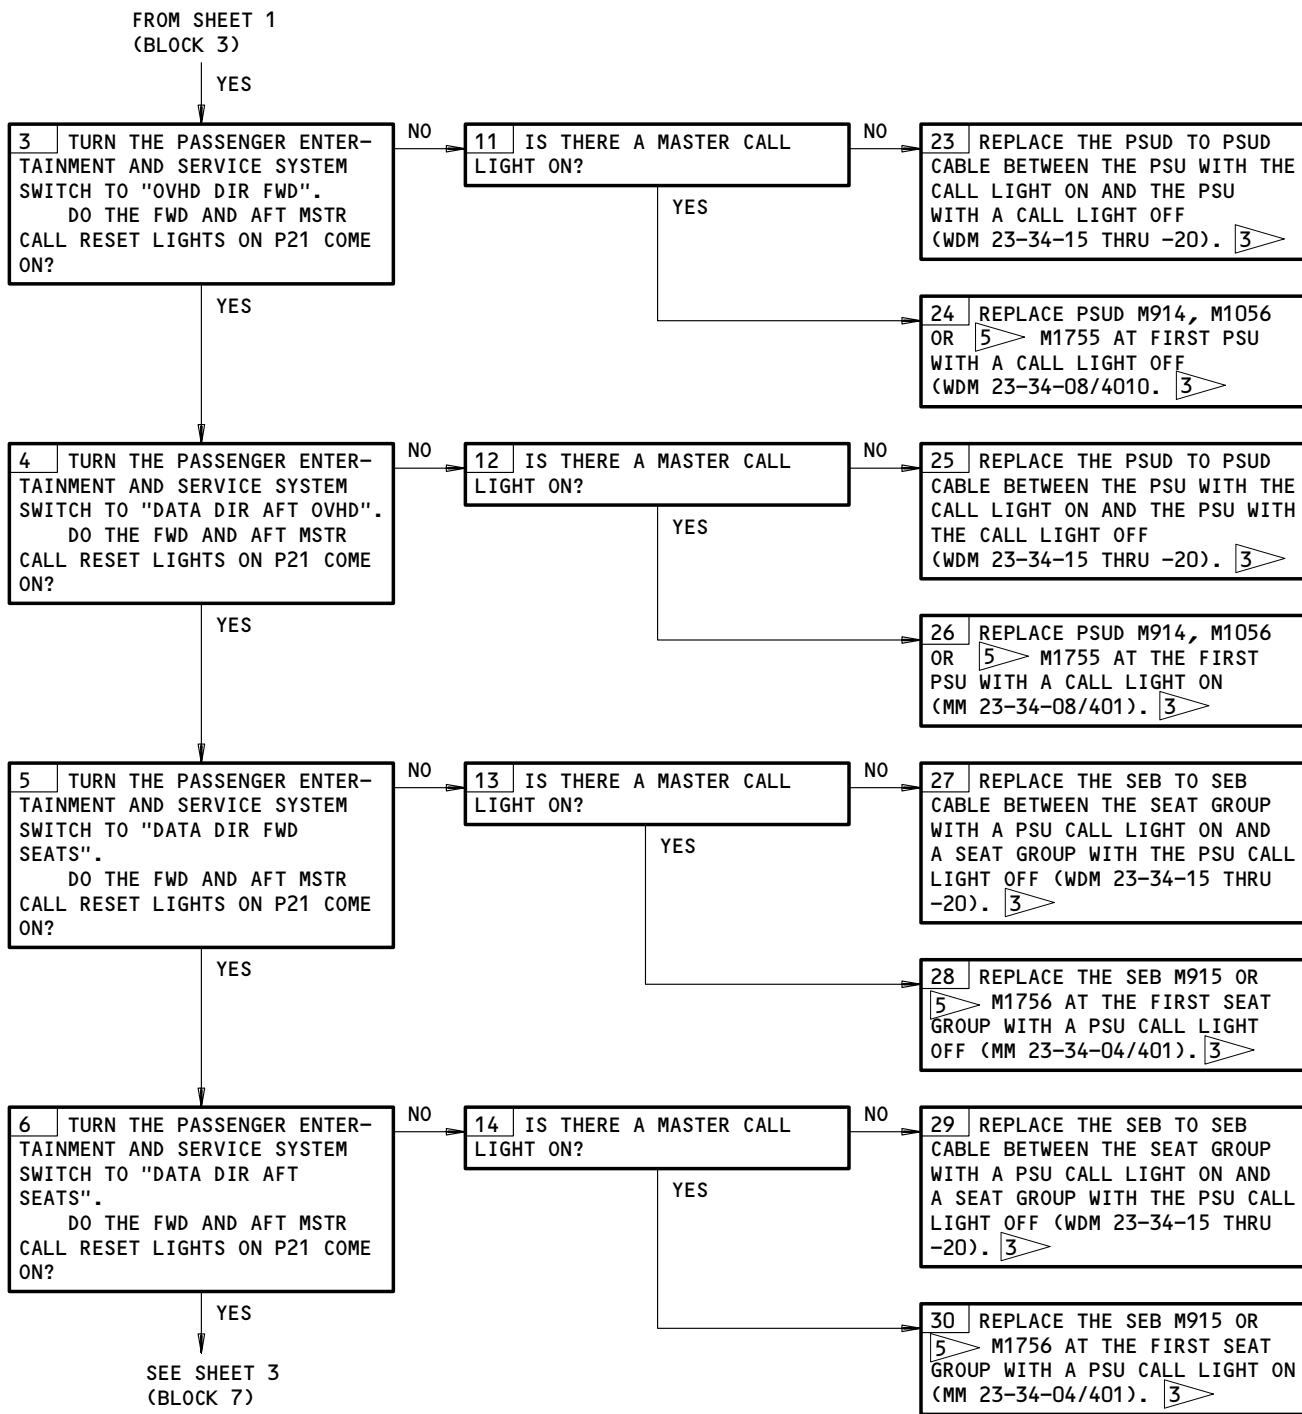 FROM SHEET 1
(BLOCK 3)
YES
3 TURN THE PASSENGER ENTER-
TAINMENT AND SERVICE SYSTEM
SWITCH TO "OVHD DIR FWD".
DO THE FWD AND AFT MSTR
CALL RESET LIGHTS ON P21 COME
ON?
NO
11 IS THERE A MASTER CALL
LIGHT ON?
NO
23 REPLACE THE PSUD TO PSUD
CABLE BETWEEN THE PSU WITH THE
CALL LIGHT ON AND THE PSU
WITH A CALL LIGHT OFF
(WDM 23-34-15 THRU -20). 3
YES
YES
24 REPLACE PSUD M914, M1056
OR 5 M1755 AT FIRST PSU
WITH A CALL LIGHT OFF
(WDM 23-34-08/4010. 3
4 TURN THE PASSENGER ENTER-
TAINMENT AND SERVICE SYSTEM
SWITCH TO "DATA DIR AFT OVHD".
DO THE FWD AND AFT MSTR
CALL RESET LIGHTS ON P21 COME
ON?
NO
12 IS THERE A MASTER CALL
LIGHT ON?
NO
25 REPLACE THE PSUD TO PSUD
CABLE BETWEEN THE PSU WITH THE
CALL LIGHT ON AND THE PSU WITH
THE CALL LIGHT OFF
(WDM 23-34-15 THRU -20). 3
YES
YES
26 REPLACE PSUD M914, M1056
OR 5 M1755 AT THE FIRST
PSU WITH A CALL LIGHT ON
(MM 23-34-08/401). 3
5 TURN THE PASSENGER ENTER-
TAINMENT AND SERVICE SYSTEM
SWITCH TO "DATA DIR FWD
SEATS".
DO THE FWD AND AFT MSTR
CALL RESET LIGHTS ON P21 COME
ON?
NO
13 IS THERE A MASTER CALL
LIGHT ON?
NO
27 REPLACE THE SEB TO SEB
CABLE BETWEEN THE SEAT GROUP
WITH A PSU CALL LIGHT ON AND
A SEAT GROUP WITH THE PSU CALL
LIGHT OFF (WDM 23-34-15 THRU
-20). 3
YES
YES
28 REPLACE THE SEB M915 OR
5 M1756 AT THE FIRST SEAT
GROUP WITH A PSU CALL LIGHT
OFF (MM 23-34-04/401). 3
6 TURN THE PASSENGER ENTER-
TAINMENT AND SERVICE SYSTEM
SWITCH TO "DATA DIR AFT
SEATS".
DO THE FWD AND AFT MSTR
CALL RESET LIGHTS ON P21 COME
ON?
NO
14 IS THERE A MASTER CALL
LIGHT ON?
NO
29 REPLACE THE SEB TO SEB
CABLE BETWEEN THE SEAT GROUP
WITH A PSU CALL LIGHT ON AND
A SEAT GROUP WITH THE PSU CALL
LIGHT OFF (WDM 23-34-15 THRU
-20). 3
YES
YES
30 REPLACE THE SEB M915 OR
5 M1756 AT THE FIRST SEAT
GROUP WITH A PSU CALL LIGHT ON
(MM 23-34-04/401). 3
SEE SHEET 3
(BLOCK 7)